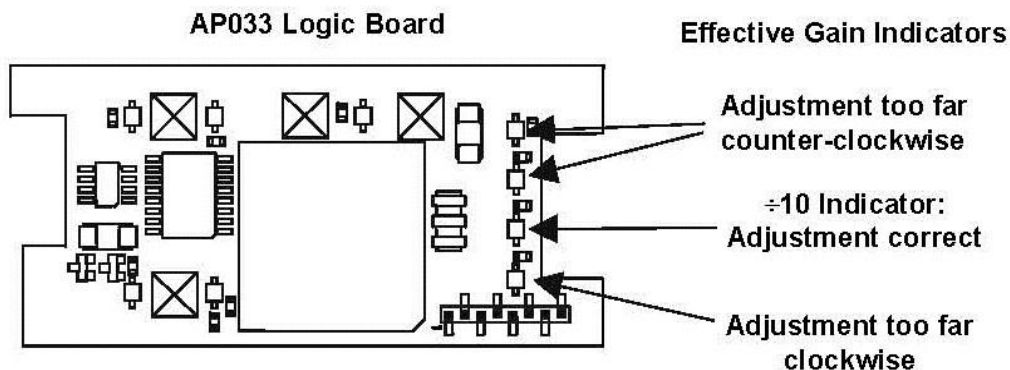 AP033 Logic Board
Effective Gain Indicators
Adjustment too far
counter-clockwise
÷10 Indicator:
Adjustment correct
Adjustment too far
clockwise